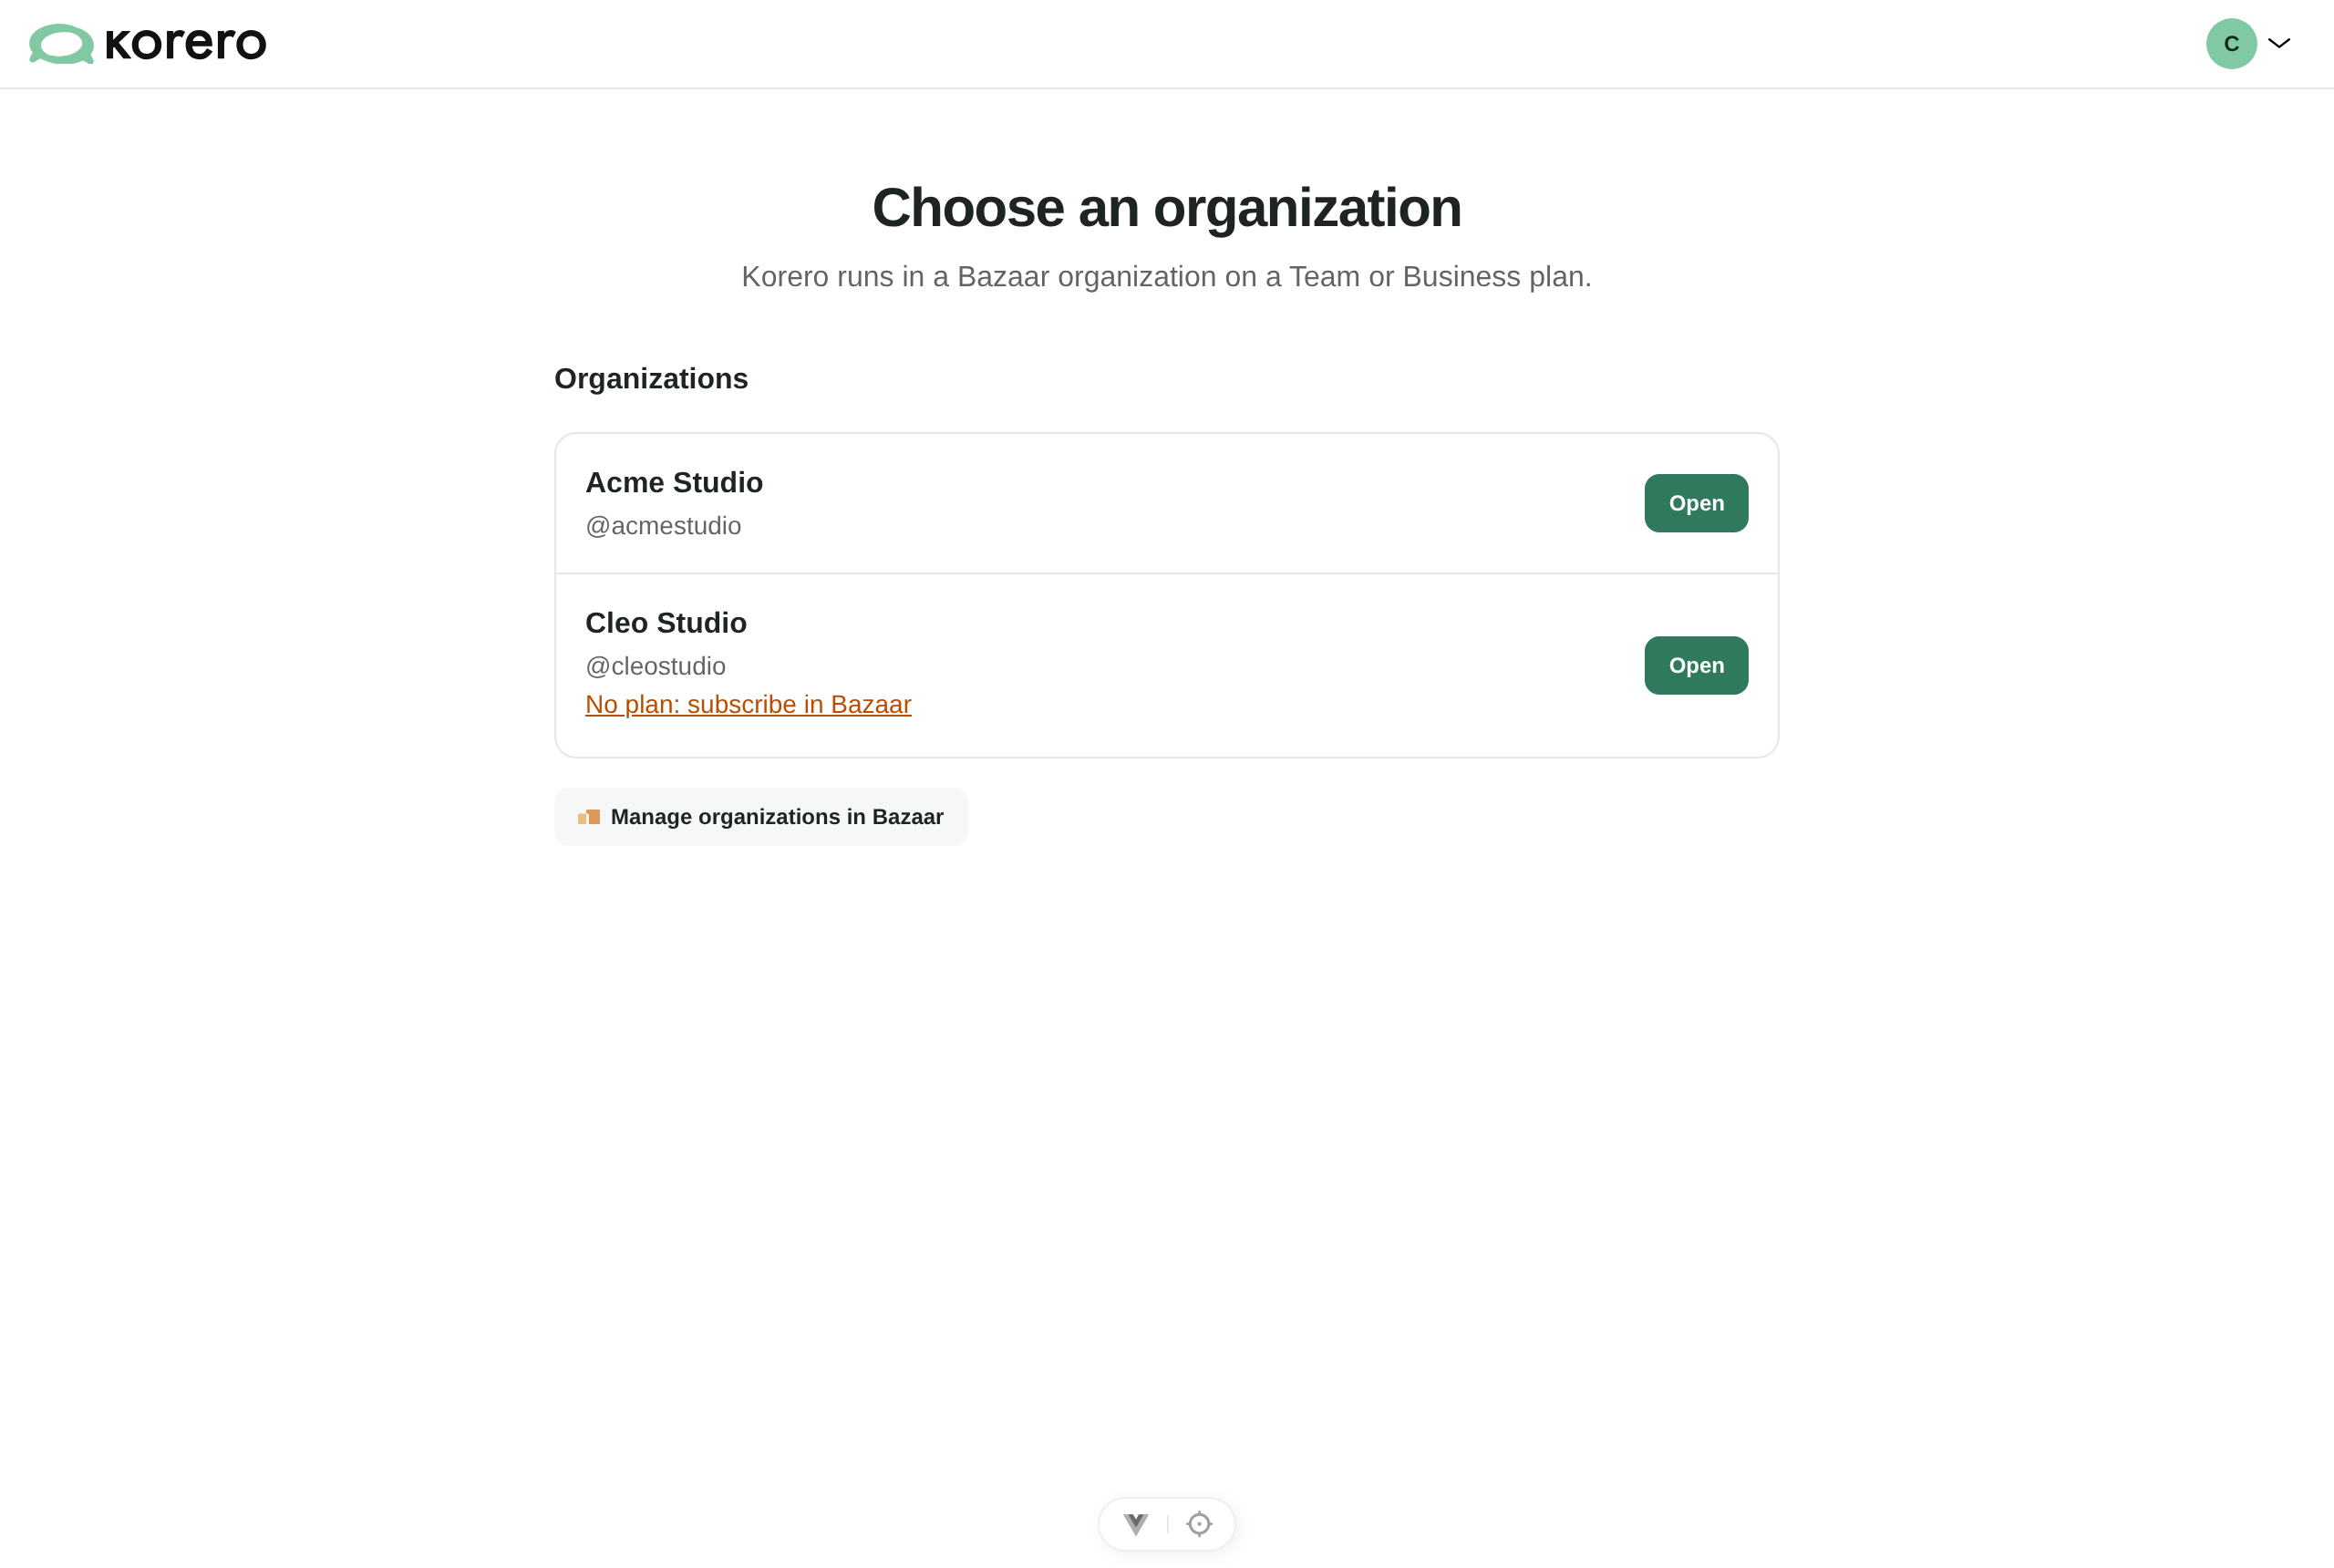 korero
C
Choose an organization
Korero runs in a Bazaar organization on a Team or Business plan.
Organizations
Acme Studio
@acmestudio
Open
Cleo Studio
@cleostudio
No plan: subscribe in Bazaar
Open
Manage organizations in Bazaar